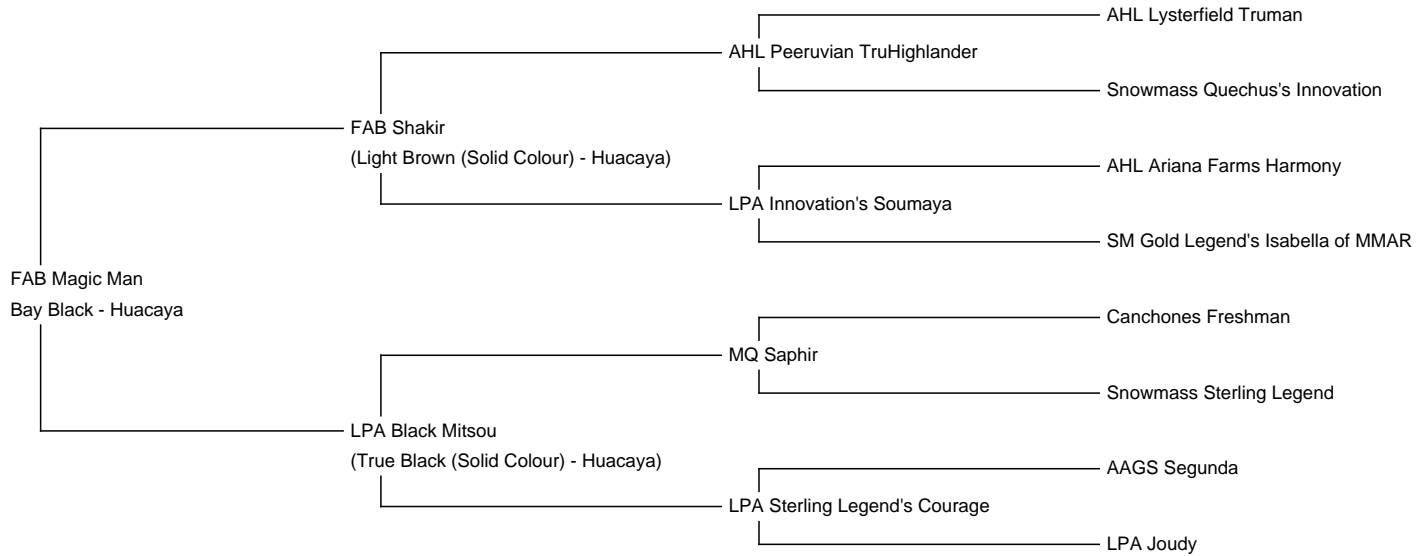 AHL Lysterfield Truman
AHL Peeruvian TruHighlander
Snowmass Quechus's Innovation
FAB Shakir
(Light Brown (Solid Colour) - Huacaya)
AHL Ariana Farms Harmony
LPA Innovation's Soumaya
SM Gold Legend's Isabella of MMAR
FAB Magic Man
Bay Black - Huacaya
Canchones Freshman
MQ Saphir
Snowmass Sterling Legend
LPA Black Mitsou
(True Black (Solid Colour) - Huacaya)
AAGS Segunda
LPA Sterling Legend's Courage
LPA Joudy